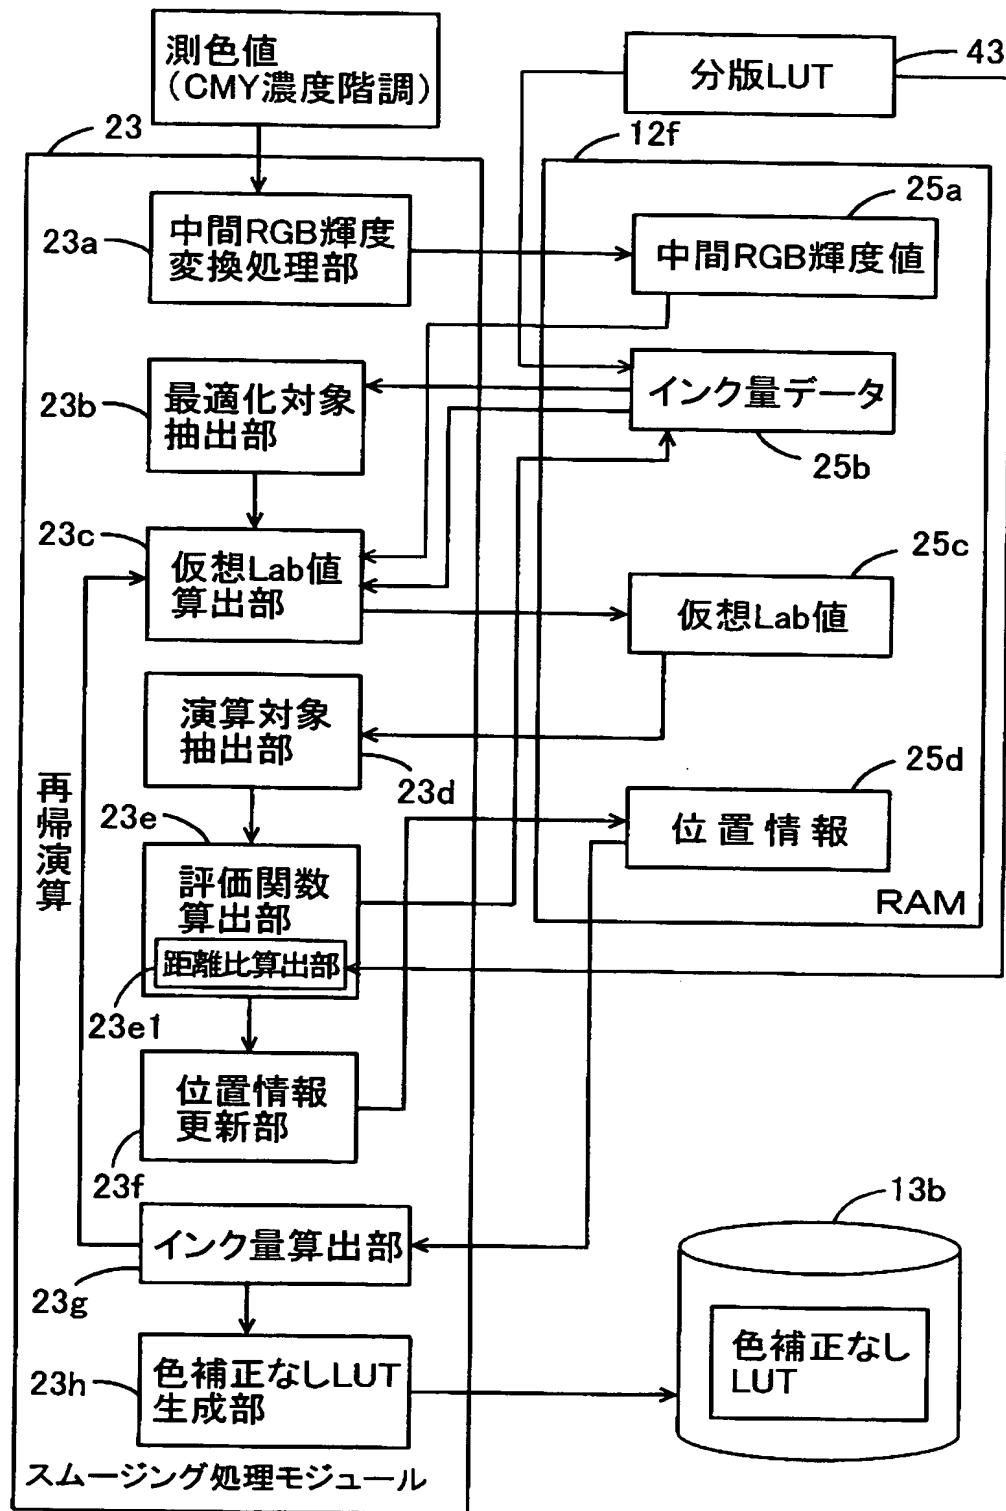 測色値
(CMY濃度階調)
分版LUT
43
23
12f
23a
中間RGB輝度
変換処理部
25a
中間RGB輝度値
23b
最適化対象
抽出部
インク量データ
25b
23c
仮想Lab値
算出部
25c
仮想Lab値
演算対象
抽出部
23d
再帰演算
23e
評価関数
算出部
距離比算出部
23e1
25d
位置情報
RAM
位置情報
更新部
23f
インク量算出部
23g
13b
色補正なし
LUT
23h
色補正なしLUT
生成部
スムージング処理モジュール